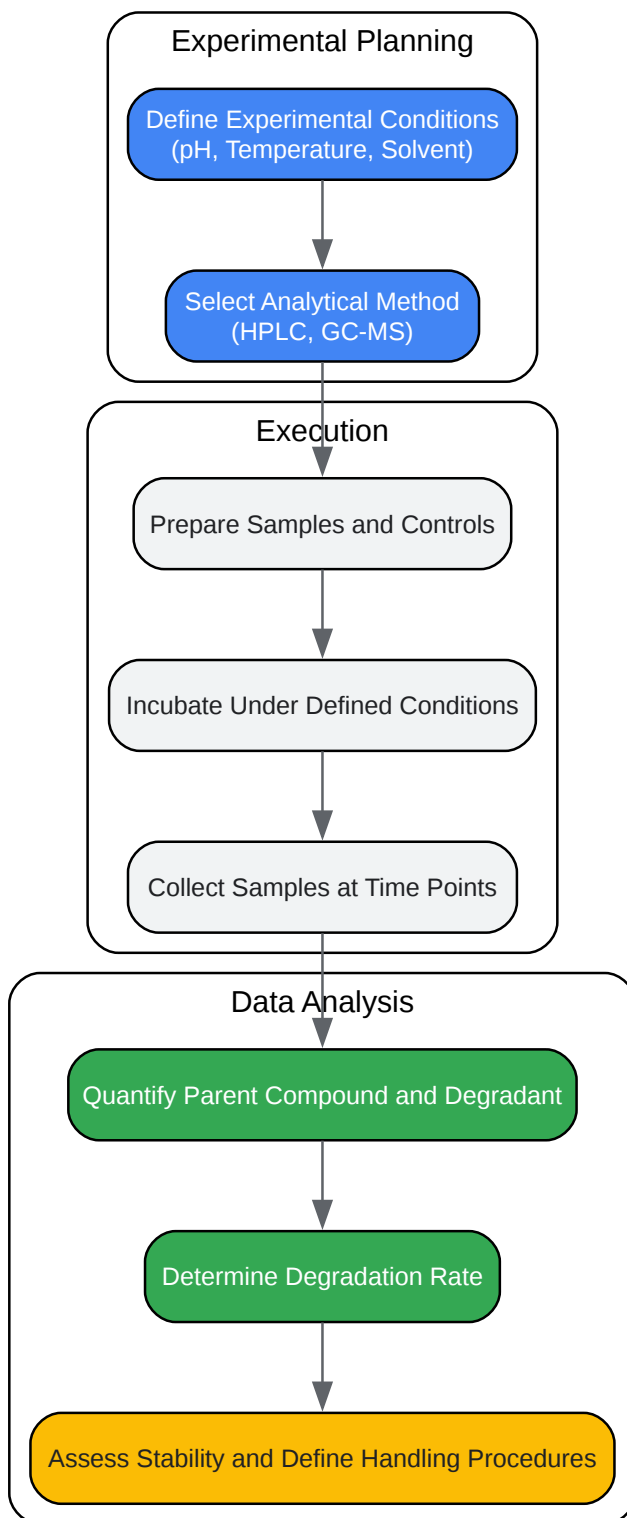 Experimental Planning
Define Experimental Conditions
(pH, Temperature, Solvent)
Select Analytical Method
(HPLC, GC-MS)
Execution
Prepare Samples and Controls
Incubate Under Defined Conditions
Collect Samples at Time Points
Data Analysis
Quantify Parent Compound and Degradant
Determine Degradation Rate
Assess Stability and Define Handling Procedures